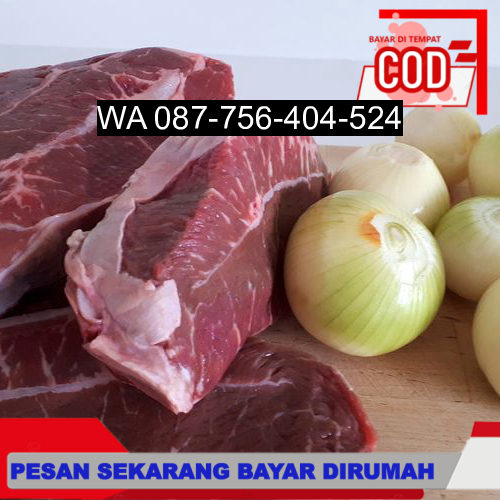 BAYAR DI TEMPAT
COD
WA 087-756-404-524
PESAN SEKARANG BAYAR DIRUMAH